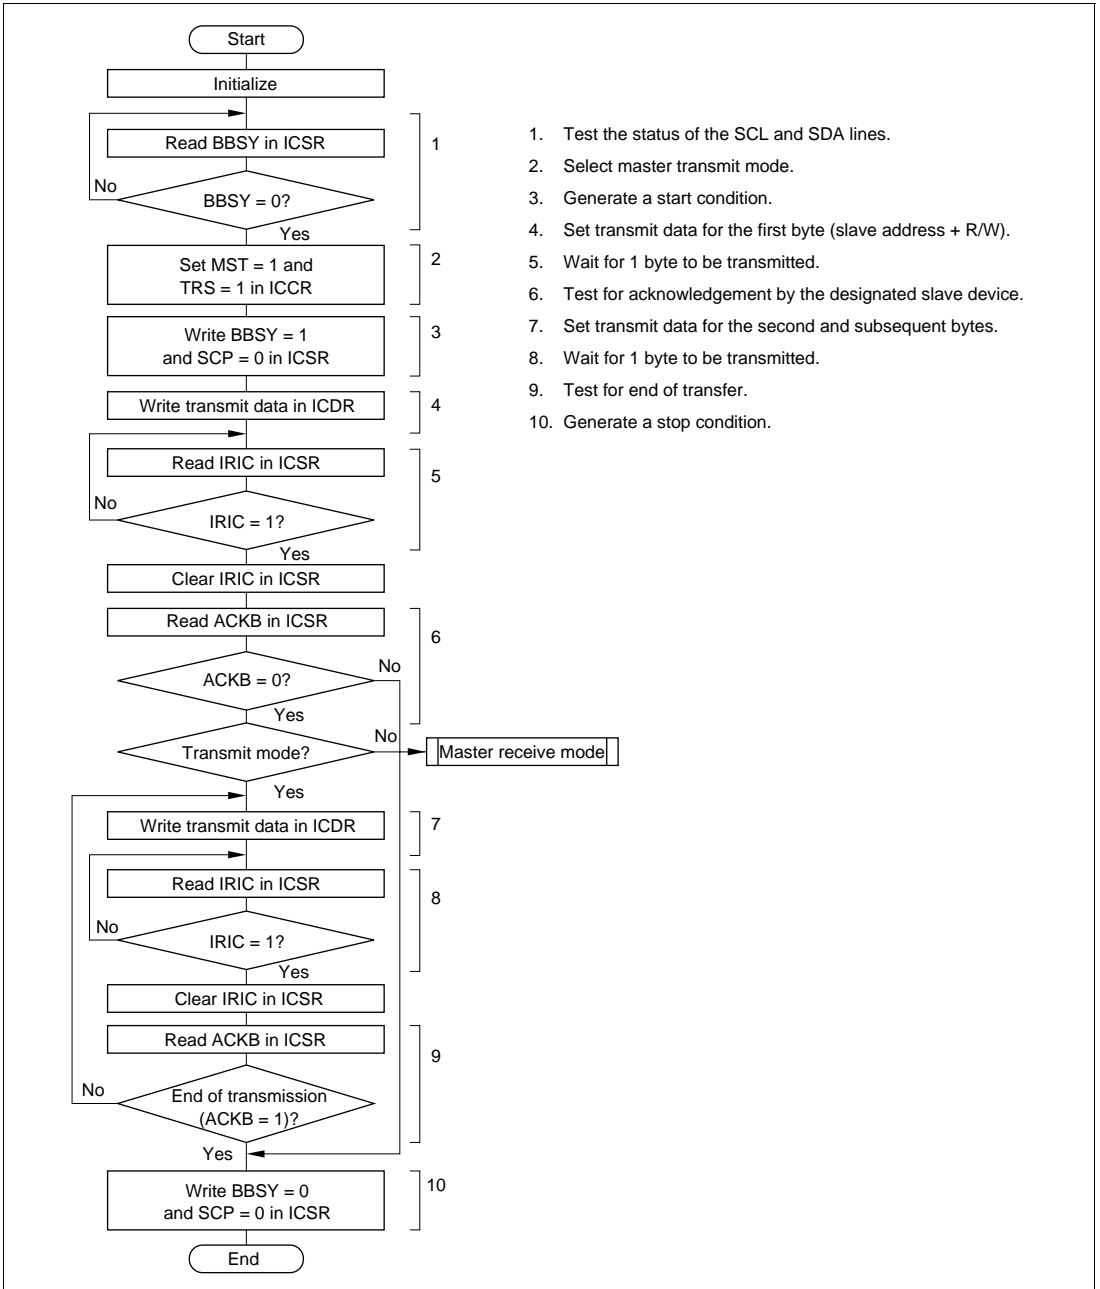 Start
Initialize
Read BBSY in ICSR
1
No
BBSY = 0?
Yes
Set MST = 1 and
TRS = 1 in ICCR
2
Write BBSY = 1
and SCP = 0 in ICSR
3
Write transmit data in ICDR
4
Read IRIC in ICSR
5
No
IRIC = 1?
Yes
Clear IRIC in ICSR
Read ACKB in ICSR
6
No
ACKB = 0?
Yes
Transmit mode?
No
Master receive mode
Yes
Write transmit data in ICDR
7
Read IRIC in ICSR
8
No
IRIC = 1?
Yes
Clear IRIC in ICSR
Read ACKB in ICSR
9
No
End of transmission
(ACKB = 1)?
Yes
Write BBSY = 0
and SCP = 0 in ICSR
10
End
1. Test the status of the SCL and SDA lines.
2. Select master transmit mode.
3. Generate a start condition.
4. Set transmit data for the first byte (slave address + R/W).
5. Wait for 1 byte to be transmitted.
6. Test for acknowledgement by the designated slave device.
7. Set transmit data for the second and subsequent bytes.
8. Wait for 1 byte to be transmitted.
9. Test for end of transfer.
10. Generate a stop condition.